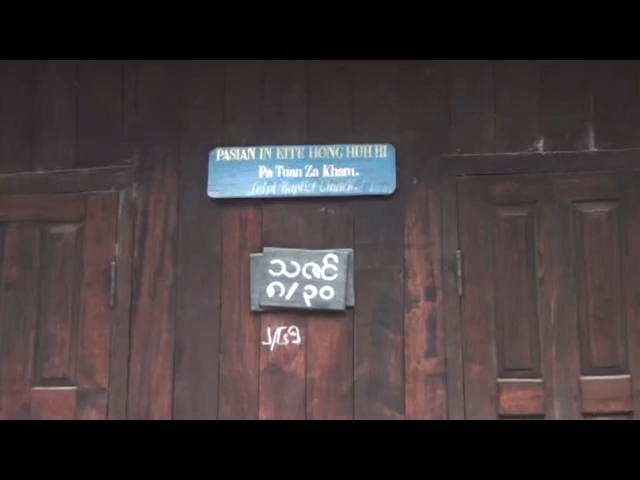 PASIAN IN EITE HONG HUH HI
Pa Tuan Za Kham.
Baptist Church
သဇင်
၈/၃၀